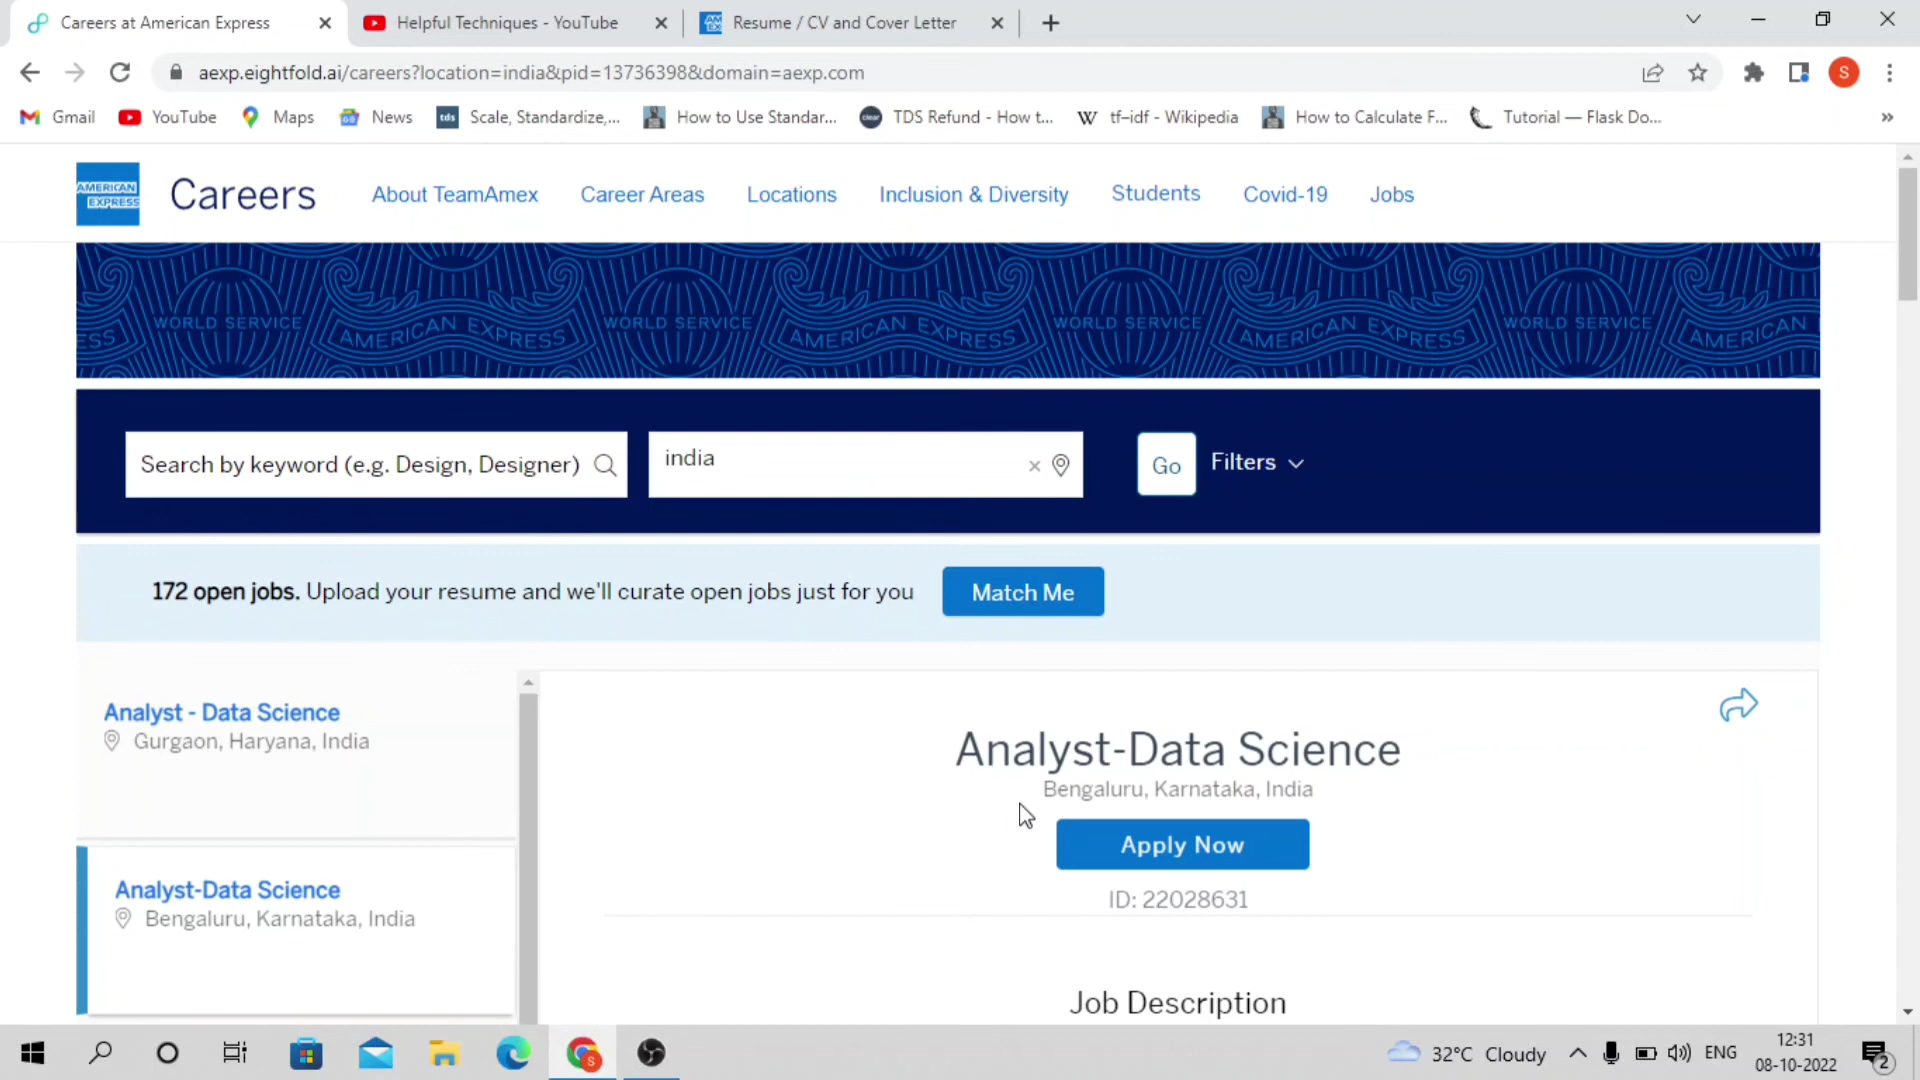 Careers at American Express
Helpful Techniques - YouTube
Resume / CV and Cover Letter
aexp.eightfold.ai/careers?location=india&pid=13736398&domain=aexp.com
S
Gmail
YouTube
Maps
News
tds
Scale, Standardize,...
How to Use Standar...
clear
TDS Refund - How t...
W
tf–idf - Wikipedia
How to Calculate F...
Tutorial — Flask Do...
AMERICAN
EXPRESS
Careers
About TeamAmex
Career Areas
Locations
Inclusion & Diversity
Students
Covid-19
Jobs
ESS WORLD SERVICE AMERICAN EXPRESS WORLD SERVICE AMERICAN EXPRESS WORLD SERVICE AMERICAN EXPRESS WORLD SERVICE AMERICAN
Search by keyword (e.g. Design, Designer)
india
Go
Filters
172 open jobs. Upload your resume and we'll curate open jobs just for you
Match Me
Analyst - Data Science
Gurgaon, Haryana, India
Analyst-Data Science
Bengaluru, Karnataka, India
Analyst-Data Science
Bengaluru, Karnataka, India
Apply Now
ID: 22028631
Job Description
S
32°C Cloudy
ENG
12:31
08-10-2022
2